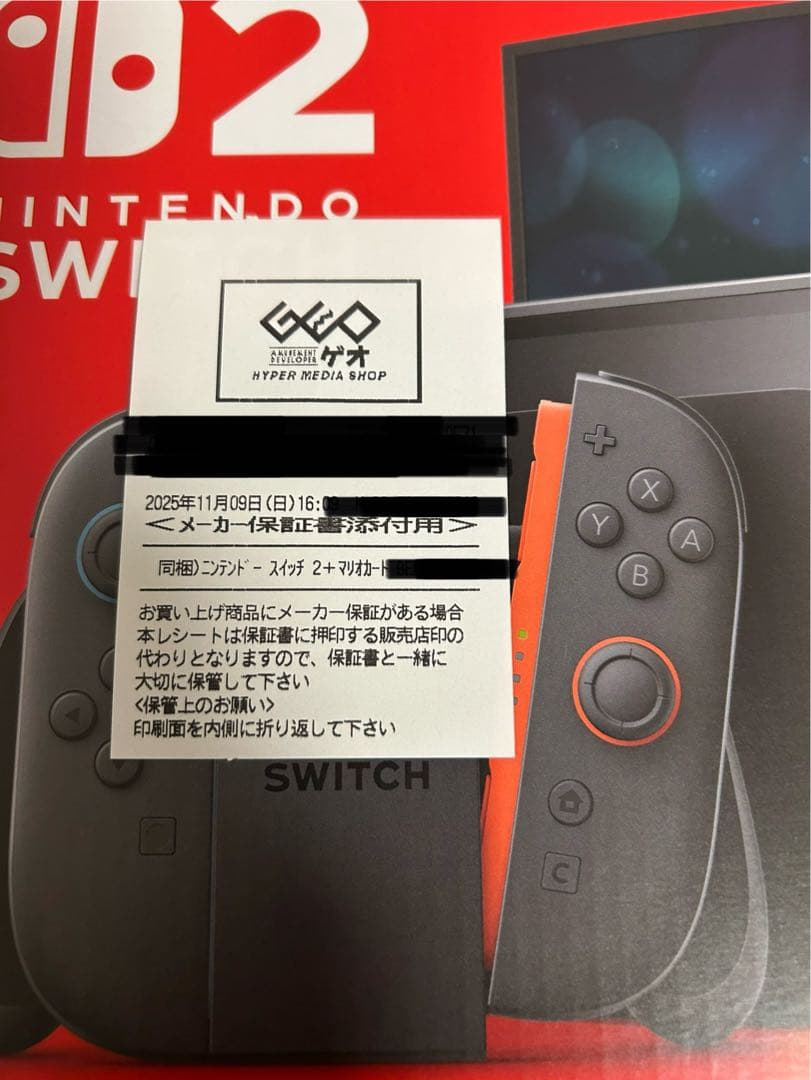 2
NINTENDO
SWI
GEO
AMUSEMENT
DEVELOPER ゲオ
HYPER MEDIA SHOP
2025年11月09日(日)16:0
<メーカー保証書添付用>
同梱)ニンテンドー スイッチ 2+マリオカート
お買い上げ商品にメーカー保証がある場合
本レシートは保証書に押印する販売店印の
代わりとなりますので、保証書と一緒に
大切に保管して下さい
<保管上のお願い>
印刷面を内側に折り返して下さい
SWITCH
X
Y
A
B
C